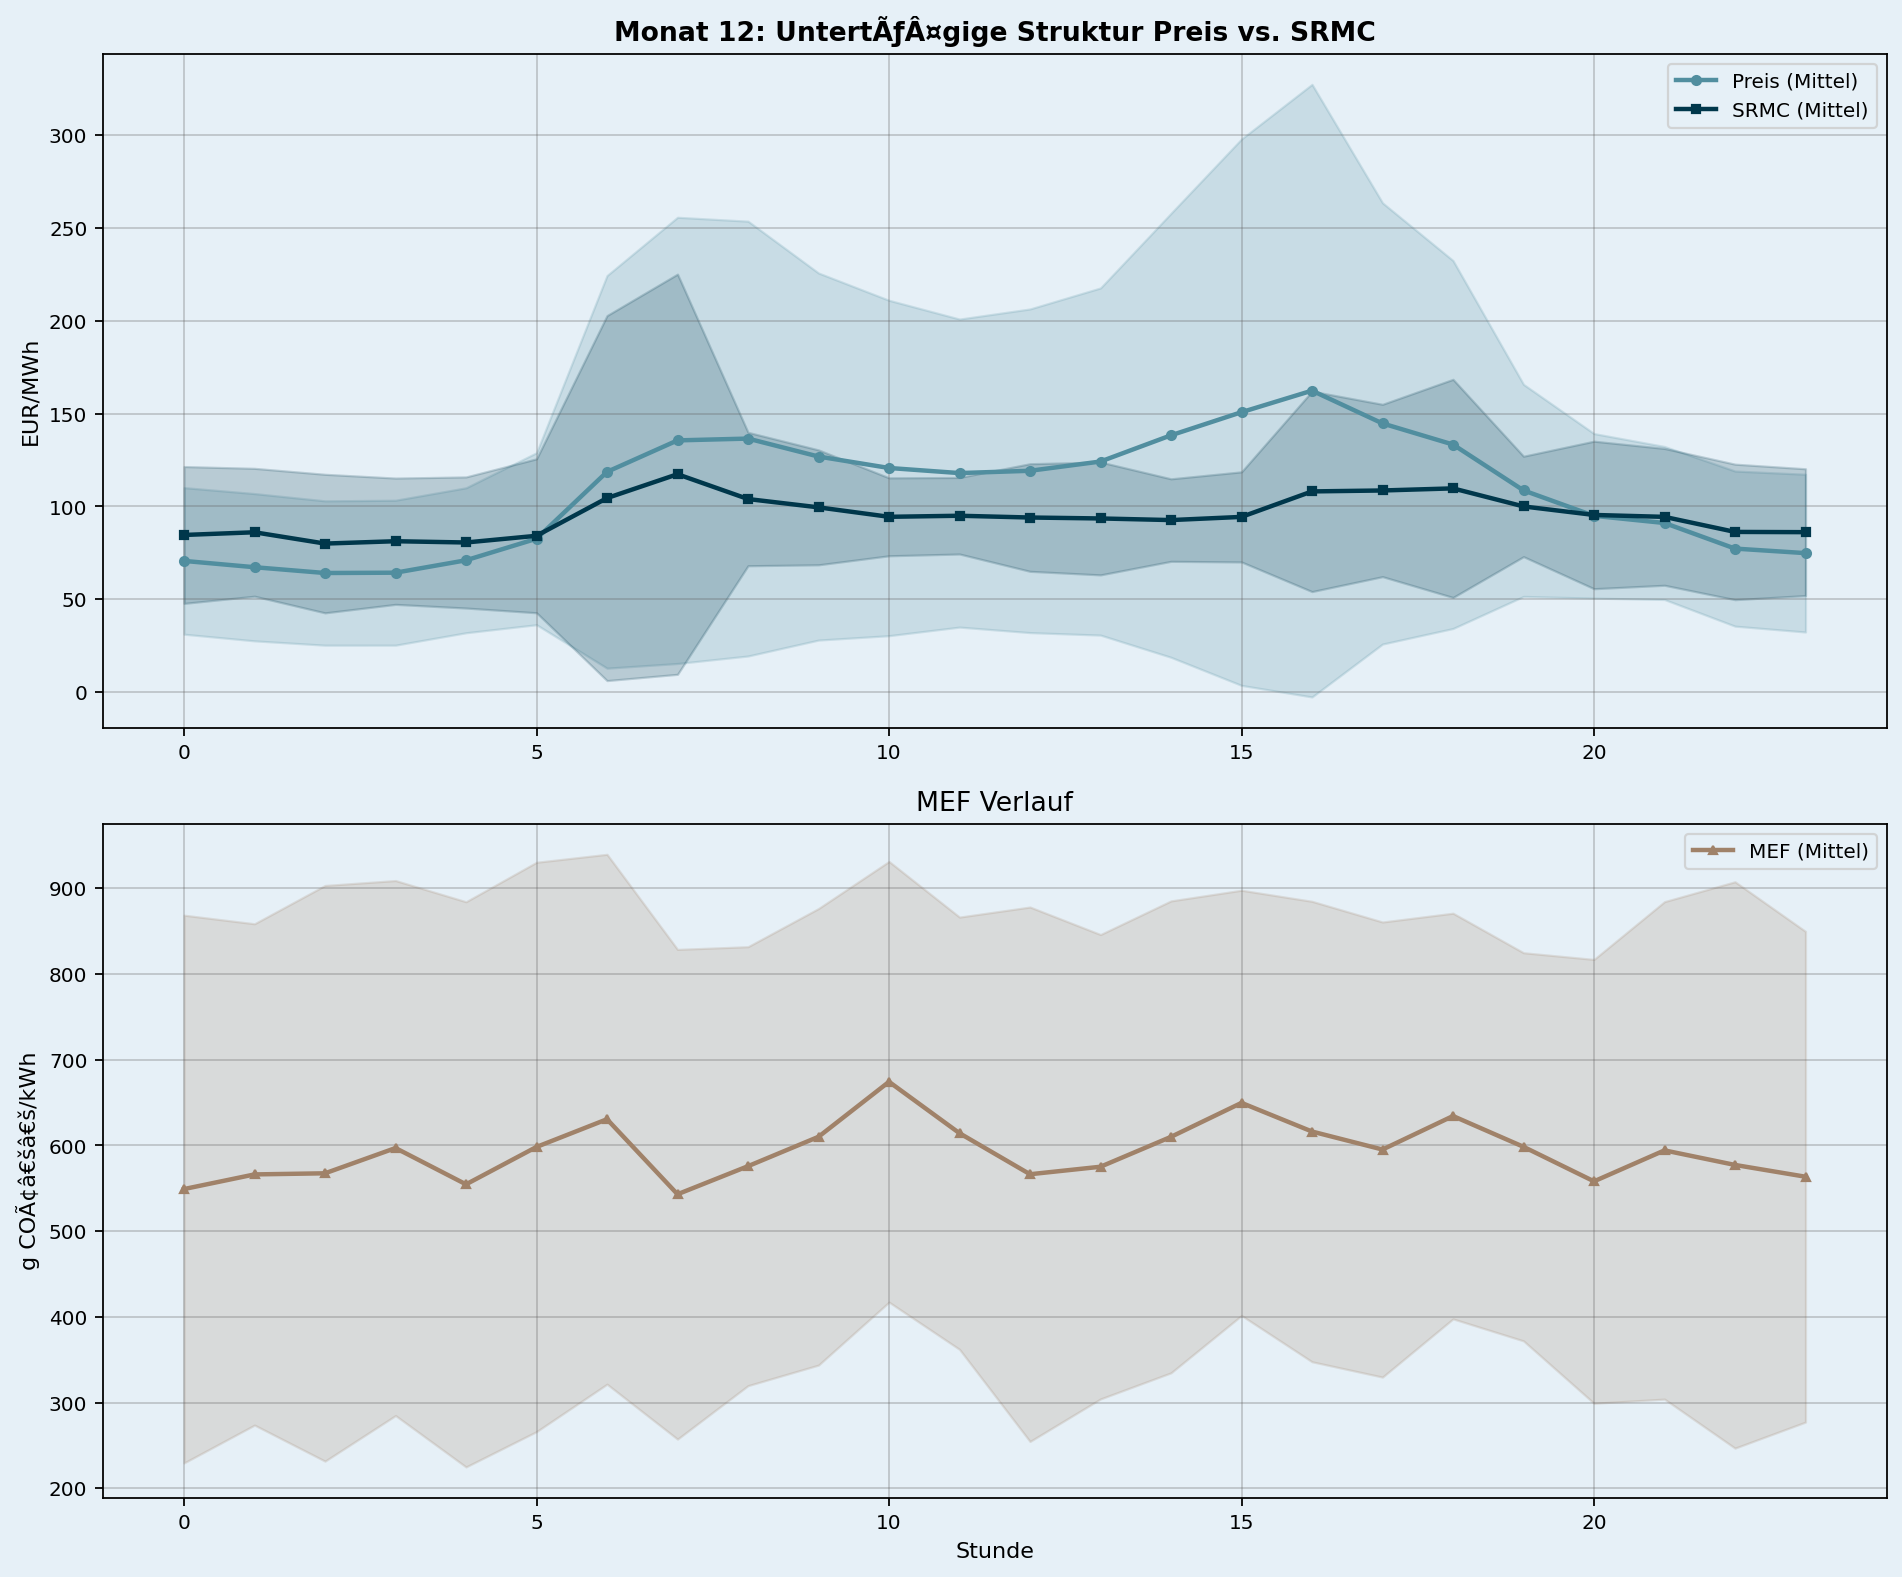 Monat 12: UntertÃƒÂ¤gige Struktur Preis vs. SRMC
Preis (Mittel)
SRMC (Mittel)
EUR/MWh
300
250
200
150
100
50
0
0 5 10 15 20
MEF Verlauf
MEF (Mittel)
g COÃ¢â€šâ€š/kWh
900
800
700
600
500
400
300
200
0 5 10 15 20
Stunde